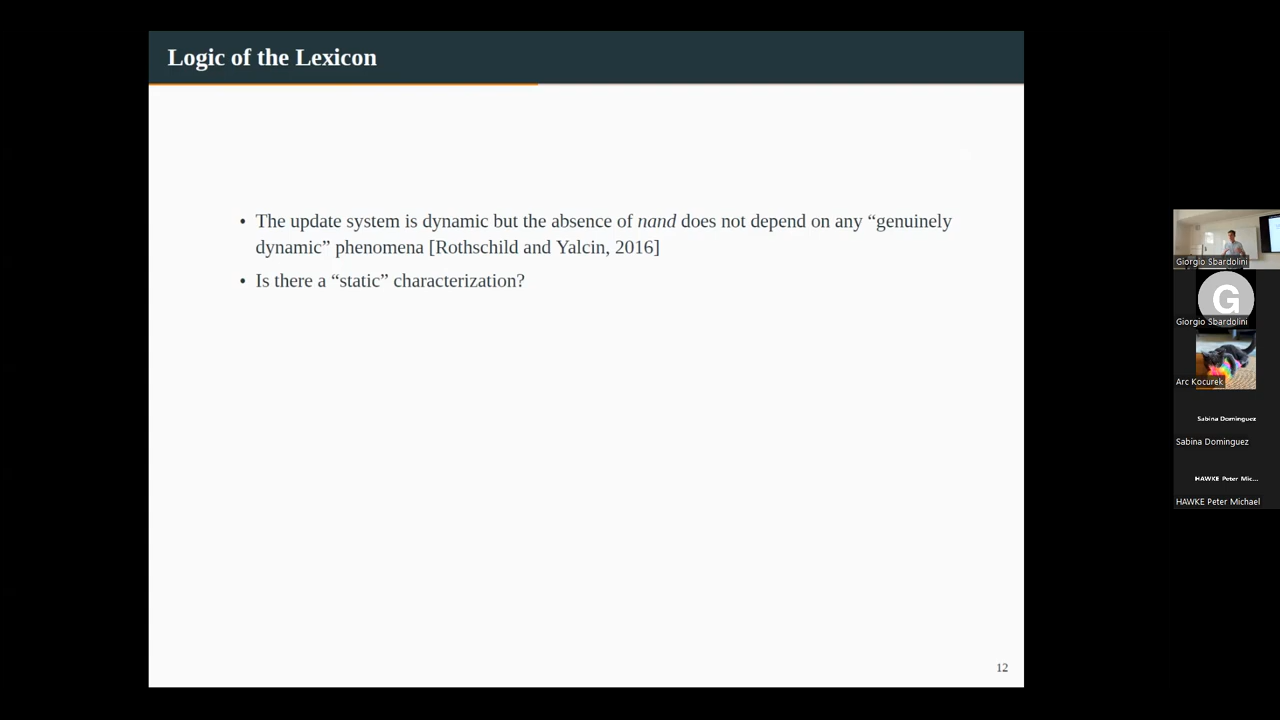 Logic of the Lexicon
• The update system is dynamic but the absence of nand does not depend on any “genuinely
dynamic” phenomena [Rothschild and Yalcin, 2016]
• Is there a “static” characterization?
12
Giorgio Sbardolini
G
Giorgio Sbardolini
Arc Kocurek
Sabina Dominguez
Sabina Dominguez
HAWKE Peter Mic...
HAWKE Peter Michael